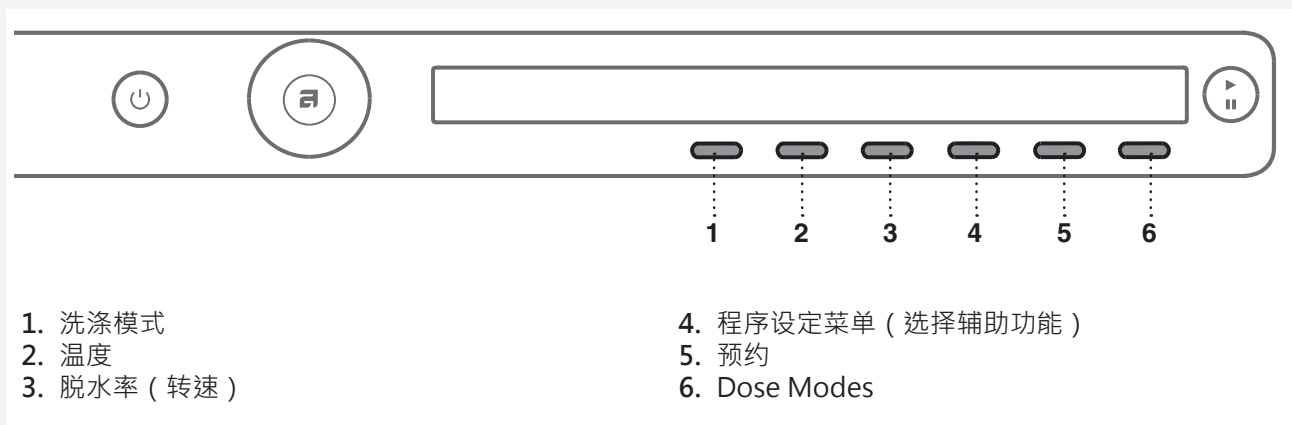 1 2 3 4 5 6
1. 洗涤模式
2. 温度
3. 脱水率（转速）
4. 程序设定菜单（选择辅助功能）
5. 预约
6. Dose Modes